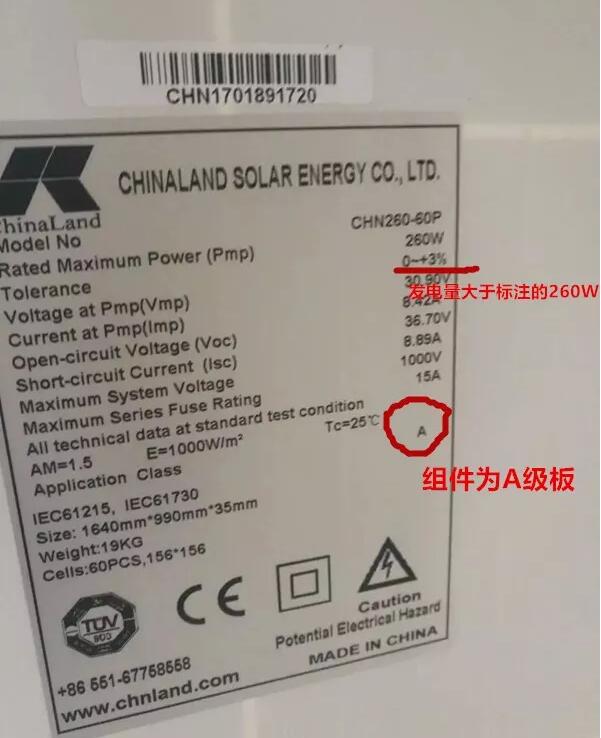 CHN1701891720
CHINALAND SOLAR ENERGY CO., LTD.
ChinaLand
Model No CHN260-60P
Rated Maximum Power (Pmp) 260W
Tolerance 0~+3%
Voltage at Pmp(Vmp) 30.90V
发电量大于标注的260W
Current at Pmp(Imp) 8.42A
Open-circuit Voltage (Voc) 36.70V
Short-circuit Current (Isc) 8.89A
Maximum System Voltage 1000V
Maximum Series Fuse Rating 15A
All technical data at standard test condition
AM=1.5 E=1000W/m² Tc=25℃
Application Class A
组件为A级板
IEC61215, IEC61730
Size: 1640mm*990mm*35mm
Weight:19KG
Cells:60PCS,156*156
TÜV
CE
Caution
Potential Electrical Hazard
MADE IN CHINA
+86 551-67758558
www.chnland.com